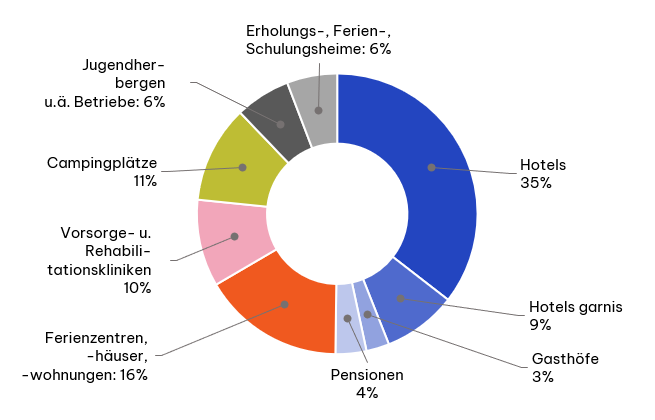 Erholungs-, Ferien-,
Schulungsheime: 6%
Jugendher-
bergen
u.ä. Betriebe: 6%
Campingplätze
11%
Vorsorge- u.
Rehabili-
tationskliniken
10%
Ferienzentren,
-häuser,
-wohnungen: 16%
Pensionen
4%
Gasthöfe
3%
Hotels garnis
9%
Hotels
35%